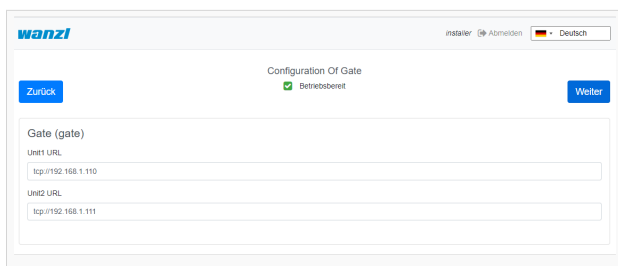 wanzl
installer Abmelden Deutsch
Configuration Of Gate
Zurück Betriebsbereit Weiter
Gate (gate)
Unit1 URL
tcp://192.168.1.110
Unit2 URL
tcp://192.168.1.111